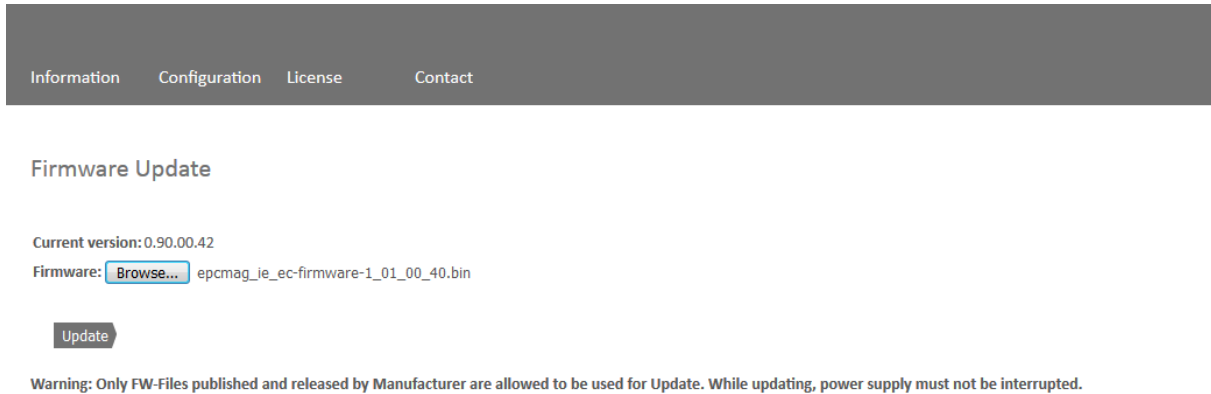 Information Configuration License Contact
Firmware Update
Current version: 0.90.00.42
Firmware: Browse... epcmag_ie_ec-firmware-1_01_00_40.bin
Update
Warning: Only FW-Files published and released by Manufacturer are allowed to be used for Update. While updating, power supply must not be interrupted.